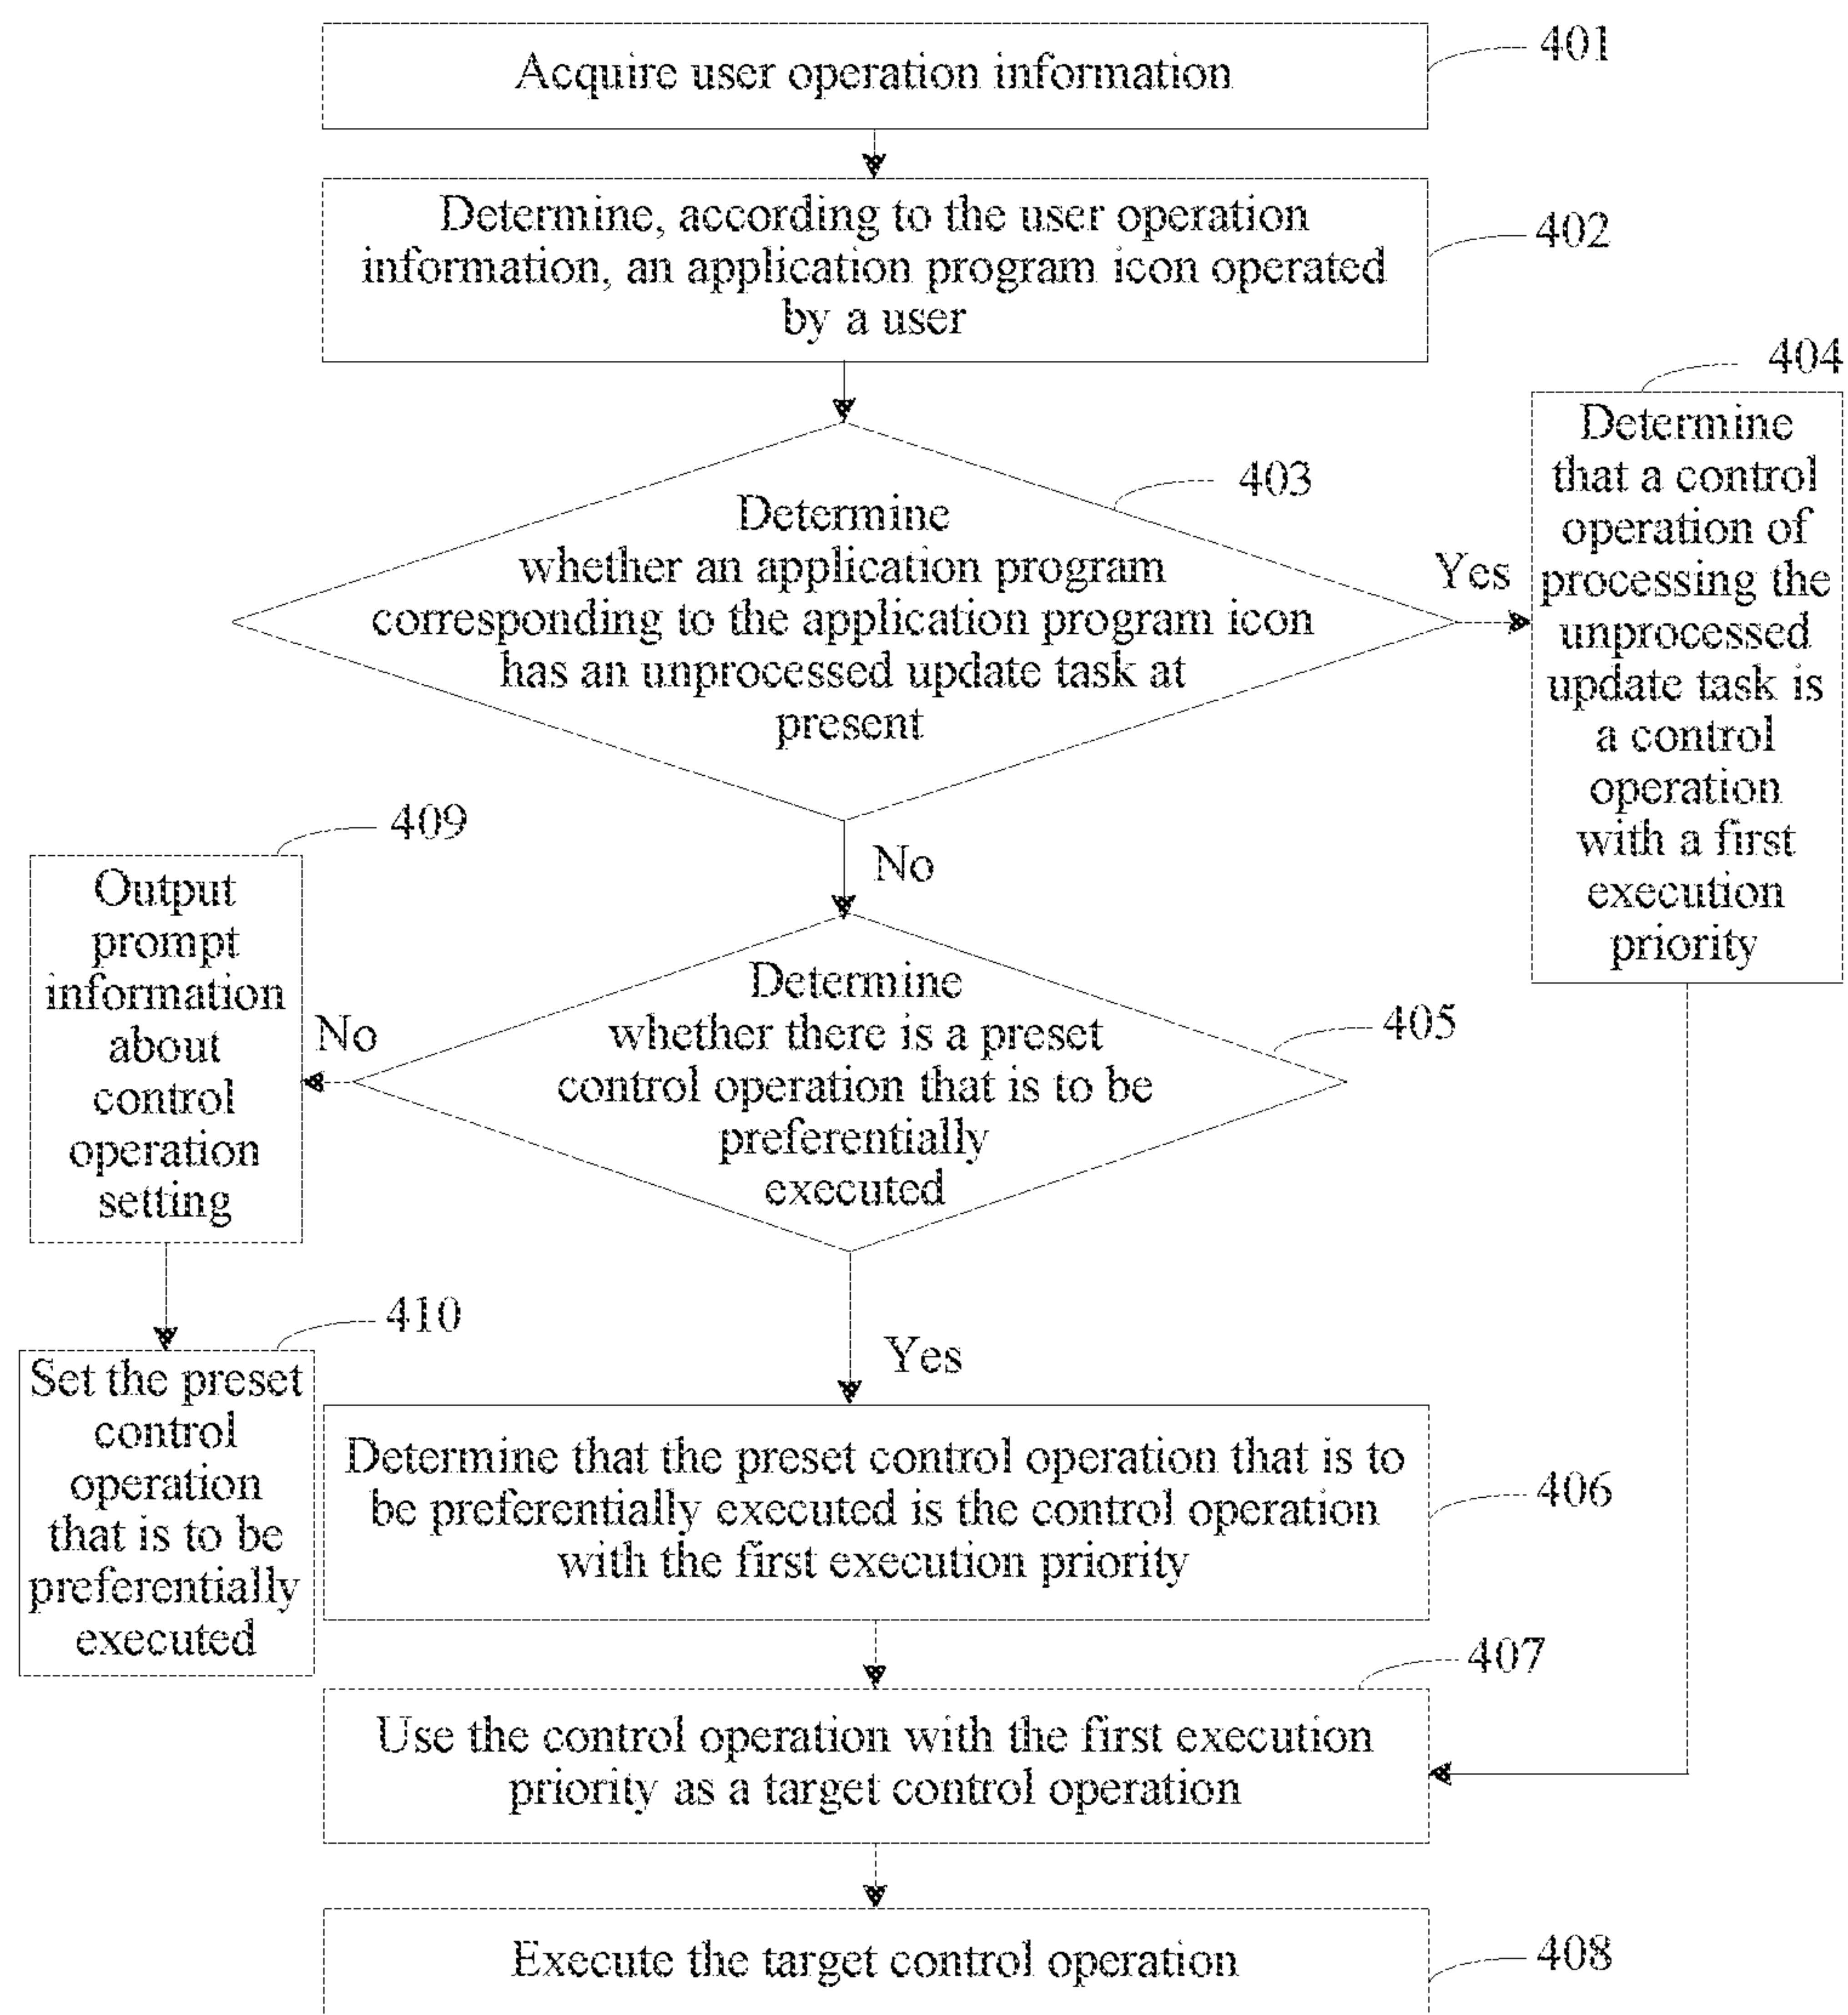 401
Acquire user operation information
Determine, according to the user operation
information, an application program icon operated
by a user
402
404
Determine
that a control
operation of
processing the
unprocessed
update task is
a control
operation
with a first
execution
priority
403
Determine
whether an application program
corresponding to the application program icon
has an unprocessed update task at
present
Yes
No
409
Output
prompt
information
about
control
operation
setting
No
Determine
whether there is a preset
control operation that is to be
preferentially
executed
405
410
Set the preset
control
operation
that is to be
preferentially
executed
Yes
Determine that the preset control operation that is to
be preferentially executed is the control operation
with the first execution priority
406
407
Use the control operation with the first execution
priority as a target control operation
Execute the target control operation
408